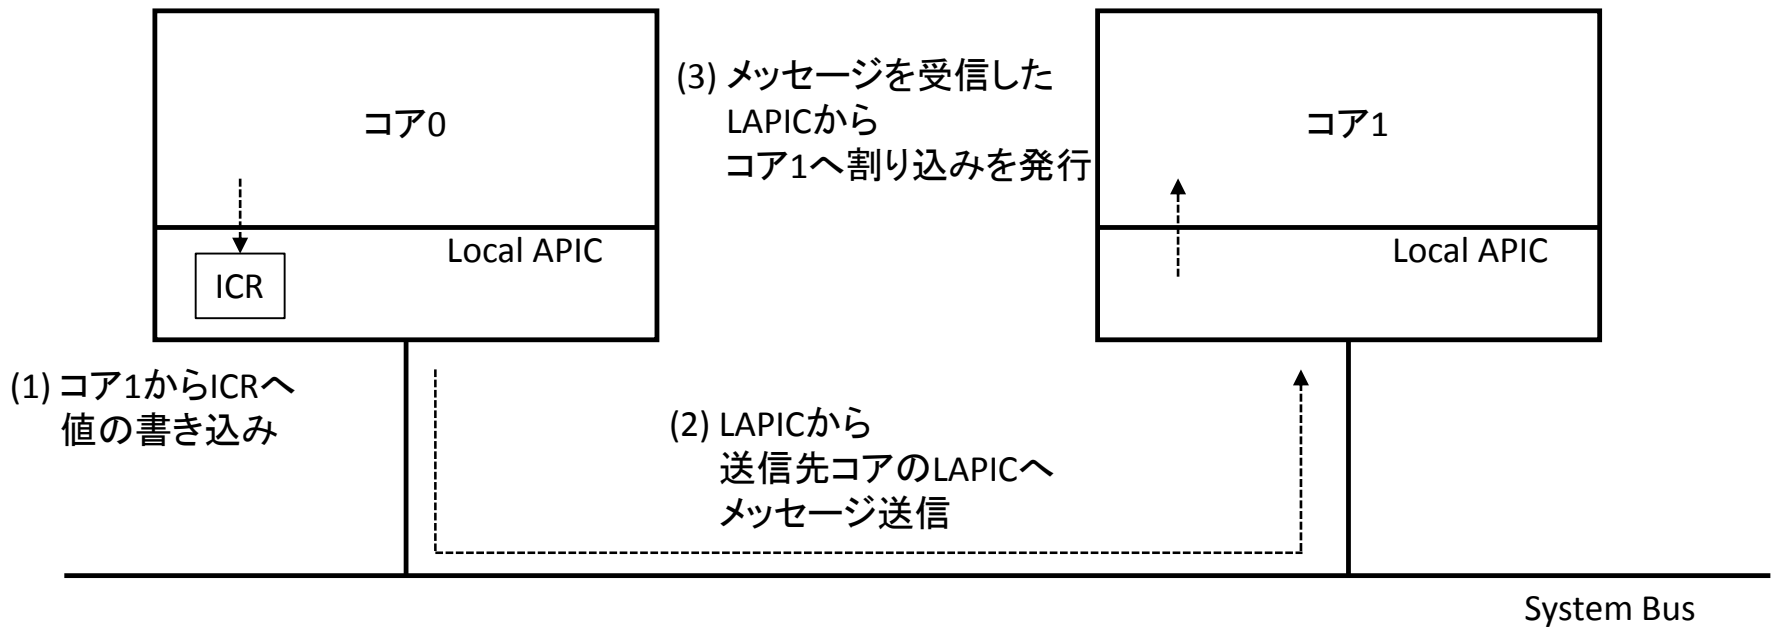 コア0
Local APIC
ICR
(1) コア1からICRへ
値の書き込み
(2) LAPICから
送信先コアのLAPICへ
メッセージ送信
(3) メッセージを受信した
LAPICから
コア1へ割り込みを発行
コア1
Local APIC
System Bus